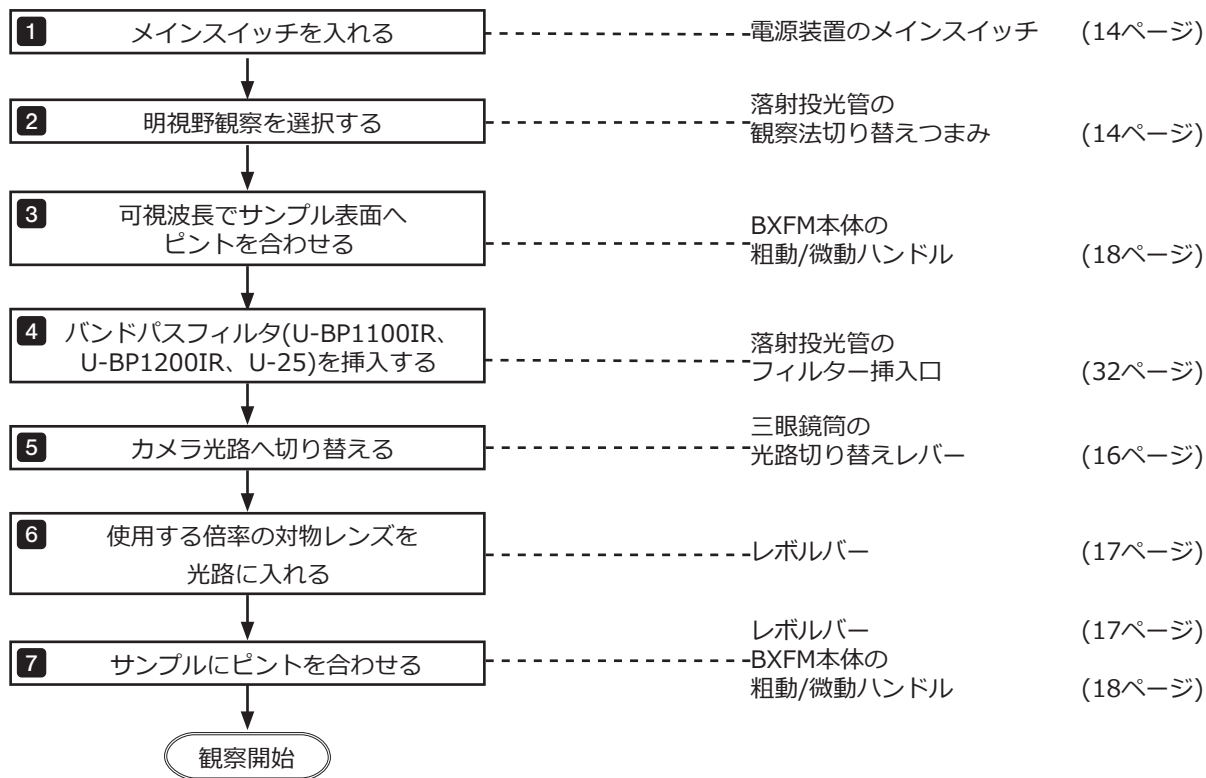 1 メインスイッチを入れる 電源装置のメインスイッチ (14ページ)
2 明視野観察を選択する 落射投光管の
観察法切り替えつまみ (14ページ)
3 可視波長でサンプル表面へ
ピントを合わせる BXFM本体の
粗動/微動ハンドル (18ページ)
4 バンドパスフィルタ(U-BP1100IR、
U-BP1200IR、U-25)を挿入する 落射投光管の
フィルター挿入口 (32ページ)
5 カメラ光路へ切り替える 三眼鏡筒の
光路切り替えレバー (16ページ)
6 使用する倍率の対物レンズを
光路に入れる レボルバー (17ページ)
7 サンプルにピントを合わせる レボルバー (17ページ)
BXFM本体の
粗動/微動ハンドル (18ページ)
観察開始